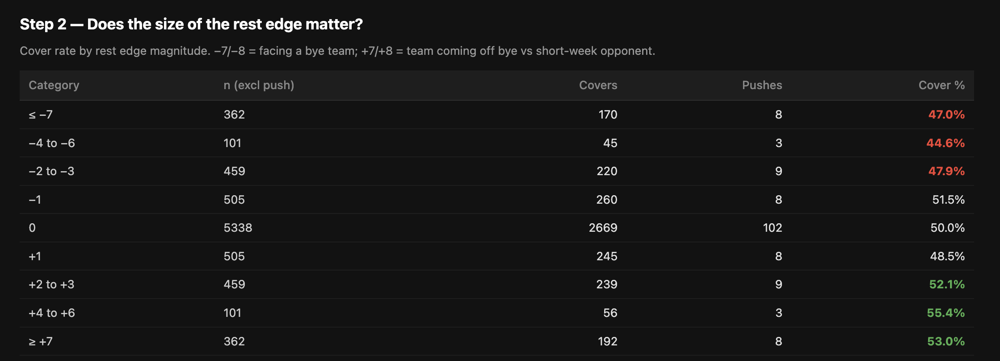 Step 2 — Does the size of the rest edge matter?
Cover rate by rest edge magnitude. −7/−8 = facing a bye team; +7/+8 = team coming off bye vs short-week opponent.
Category n (excl push) Covers Pushes Cover %
≤ −7 362 170 8 47.0%
−4 to −6 101 45 3 44.6%
−2 to −3 459 220 9 47.9%
−1 505 260 8 51.5%
0 5338 2669 102 50.0%
+1 505 245 8 48.5%
+2 to +3 459 239 9 52.1%
+4 to +6 101 56 3 55.4%
≥ +7 362 192 8 53.0%